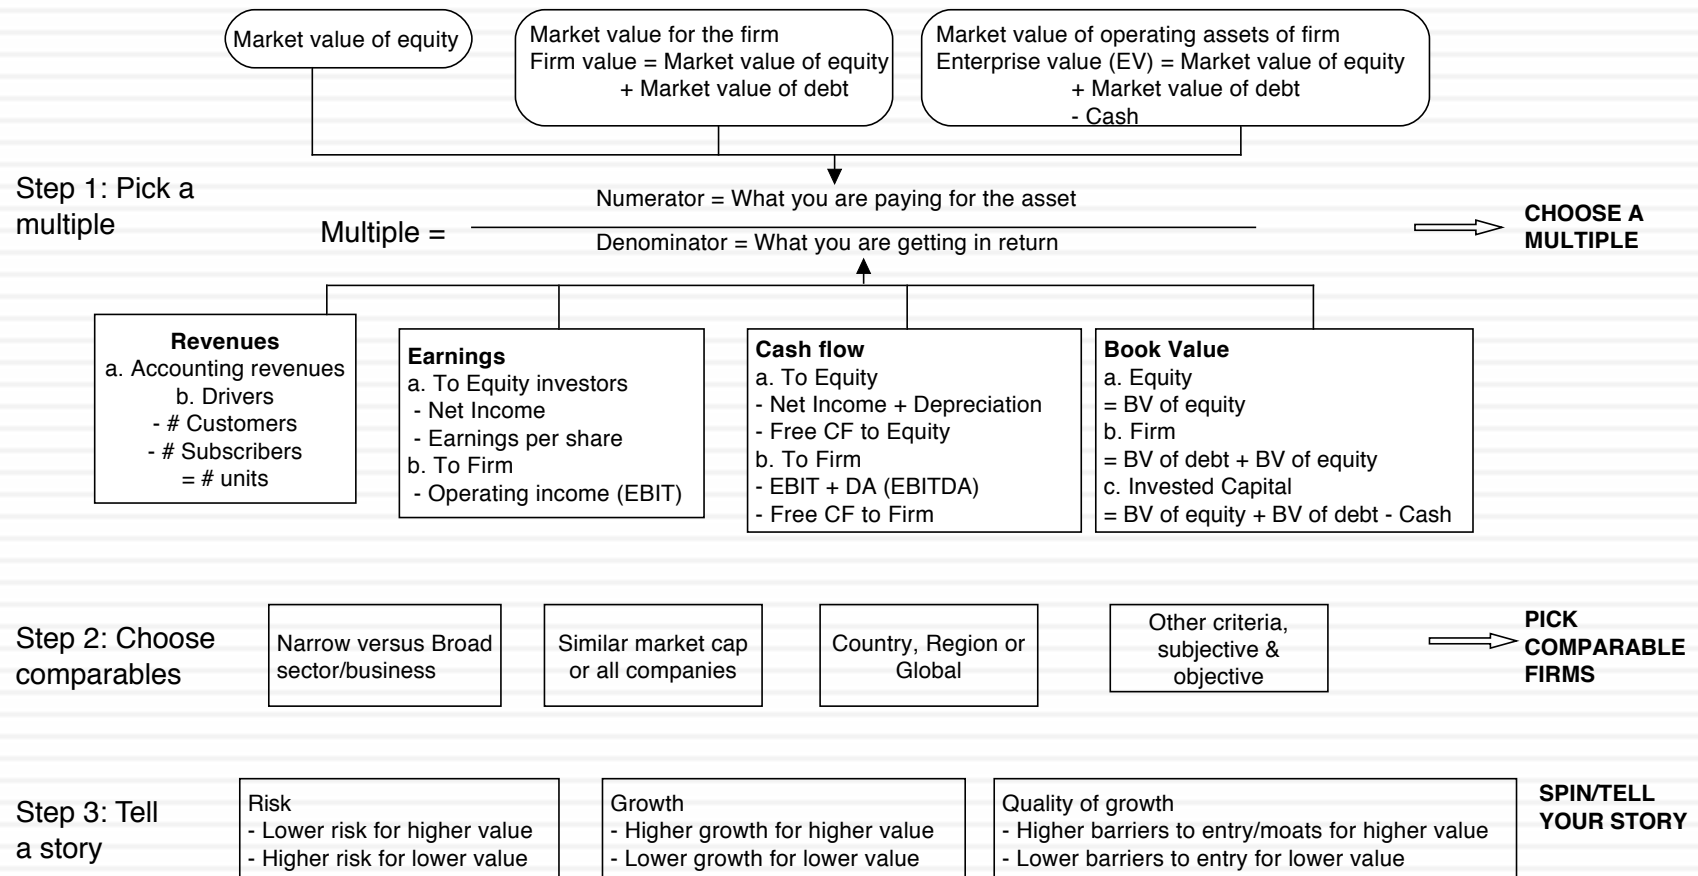 Market value of equity
Market value for the firm
Firm value = Market value of equity
+ Market value of debt
Market value of operating assets of firm
Enterprise value (EV) = Market value of equity
+ Market value of debt
- Cash
Step 1: Pick a
multiple
Multiple =
Numerator = What you are paying for the asset
Denominator = What you are getting in return
CHOOSE A
MULTIPLE
Revenues
a. Accounting revenues
b. Drivers
- # Customers
- # Subscribers
= # units
Earnings
a. To Equity investors
- Net Income
- Earnings per share
b. To Firm
- Operating income (EBIT)
Cash flow
a. To Equity
- Net Income + Depreciation
- Free CF to Equity
b. To Firm
- EBIT + DA (EBITDA)
- Free CF to Firm
Book Value
a. Equity
= BV of equity
b. Firm
= BV of debt + BV of equity
c. Invested Capital
= BV of equity + BV of debt - Cash
Step 2: Choose
comparables
Narrow versus Broad
sector/business
Similar market cap
or all companies
Country, Region or
Global
Other criteria,
subjective &
objective
PICK
COMPARABLE
FIRMS
Step 3: Tell
a story
Risk
- Lower risk for higher value
- Higher risk for lower value
Growth
- Higher growth for higher value
- Lower growth for lower value
Quality of growth
- Higher barriers to entry/moats for higher value
- Lower barriers to entry for lower value
SPIN/TELL
YOUR STORY